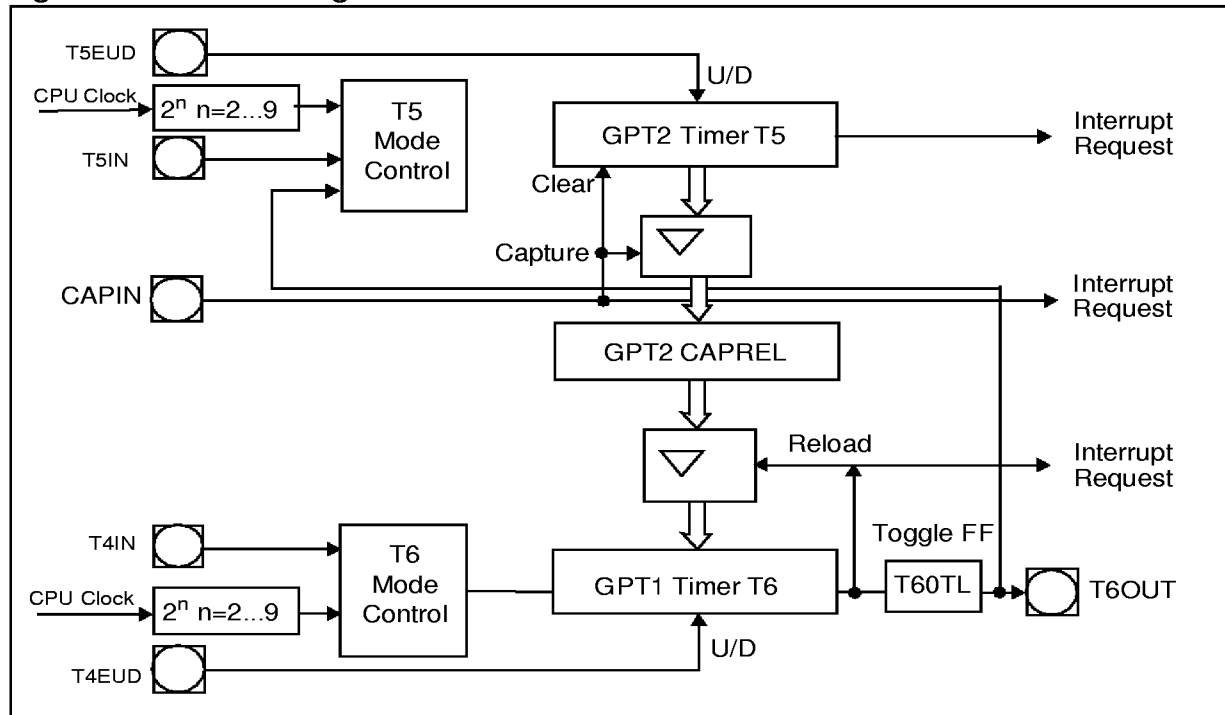 T5EUD
U/D
CPU Clock
2ⁿ n=2...9
T5
Mode
Control
GPT2 Timer T5
Interrupt
Request
T5IN
Clear
Capture
CAPIN
Interrupt
Request
GPT2 CAPREL
Reload
Interrupt
Request
T4IN
T6
Mode
Control
Toggle FF
GPT1 Timer T6
T60TL
T6OUT
CPU Clock
2ⁿ n=2...9
U/D
T4EUD